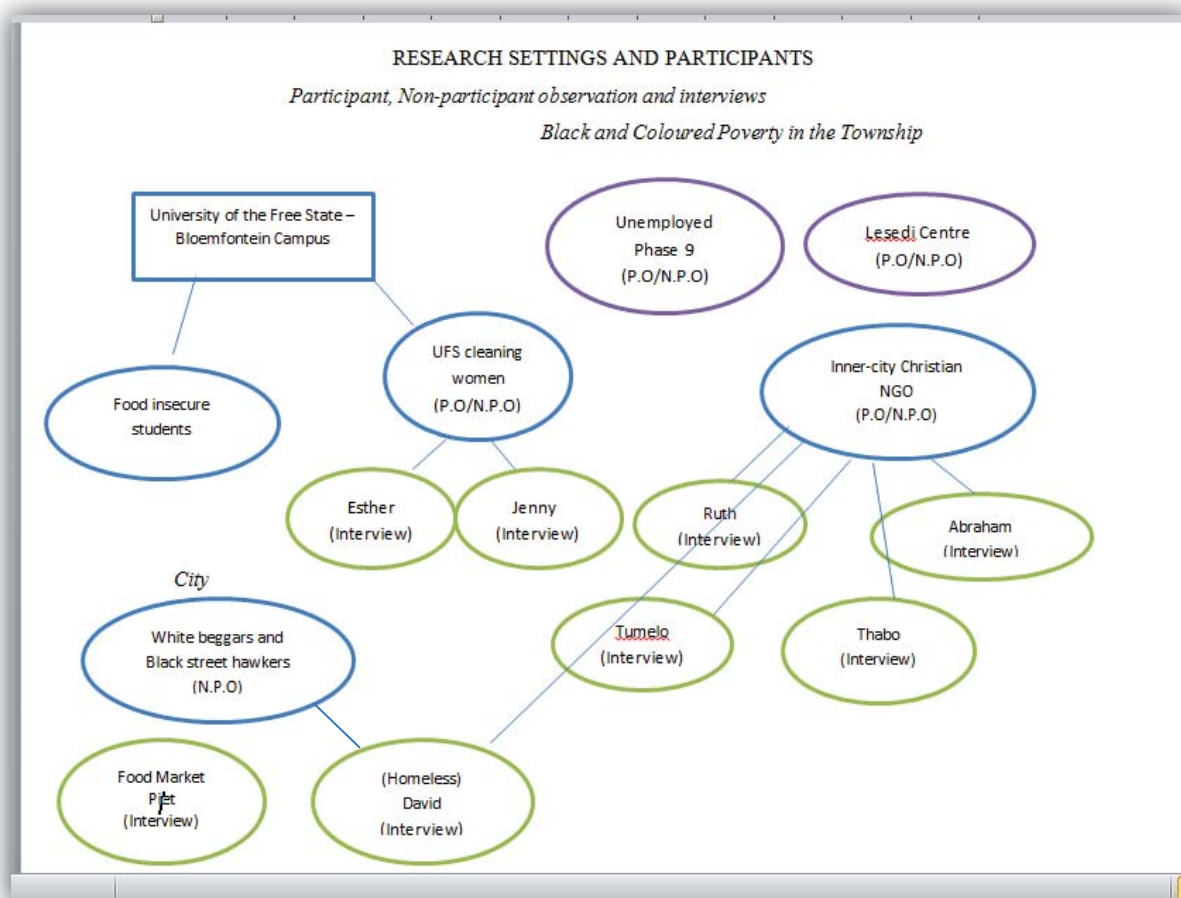 RESEARCH SETTINGS AND PARTICIPANTS
Participant, Non-participant observation and interviews
Black and Coloured Poverty in the Township
University of the Free State –
Bloemfontein Campus
Unemployed
Phase 9
(P.O/N.P.O)
Lesedi Centre
(P.O/N.P.O)
UFS cleaning
women
(P.O/N.P.O)
Inner-city Christian
NGO
(P.O/N.P.O)
Food insecure
students
Esther
(Interview)
Jenny
(Interview)
Ruth
(Interview)
Abraham
(Interview)
City
White beggars and
Black street hawkers
(N.P.O)
Tumelo
(Interview)
Thabo
(Interview)
Food Market
Piet
(Interview)
(Homeless)
David
(Interview)